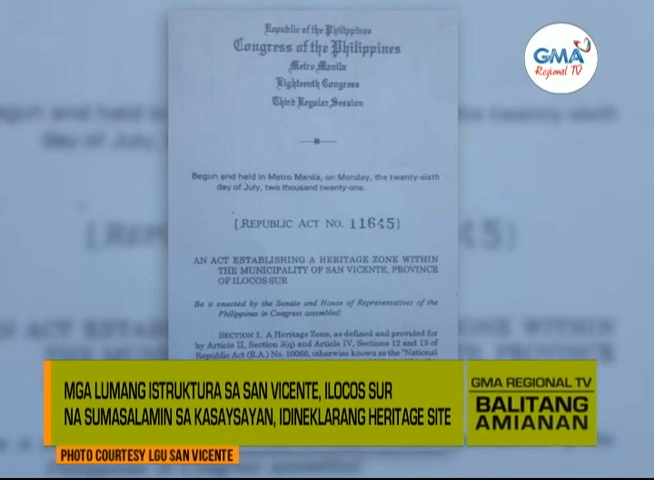 Republic of the Philippines
Congress of the Philippines
Metro Manila
Eighteenth Congress
Third Regular Session
GMA
Regional TV
Begun and held in Metro Manila, on Monday, the twenty-sixth
day of July, two thousand twenty-one.
[REPUBLIC ACT NO. 11645]
AN ACT ESTABLISHING A HERITAGE ZONE WITHIN
THE MUNICIPALITY OF SAN VICENTE, PROVINCE
OF ILOCOS SUR
Be it enacted by the Senate and House of Representatives of the
Philippines in Congress assembled:
SECTION 1. A Heritage Zone, as defined and provided for
by Article II, Section 3(g) and Article IV, Sections 12 and 13 of
Republic Act (R.A.) No. 10066, otherwise known as the "National
MGA LUMANG ISTRUKTURA SA SAN VICENTE, ILOCOS SUR
NA SUMASALAMIN SA KASAYSAYAN, IDINEKLARANG HERITAGE SITE
GMA REGIONAL TV
BALITANG
AMIANAN
PHOTO COURTESY LGU SAN VICENTE